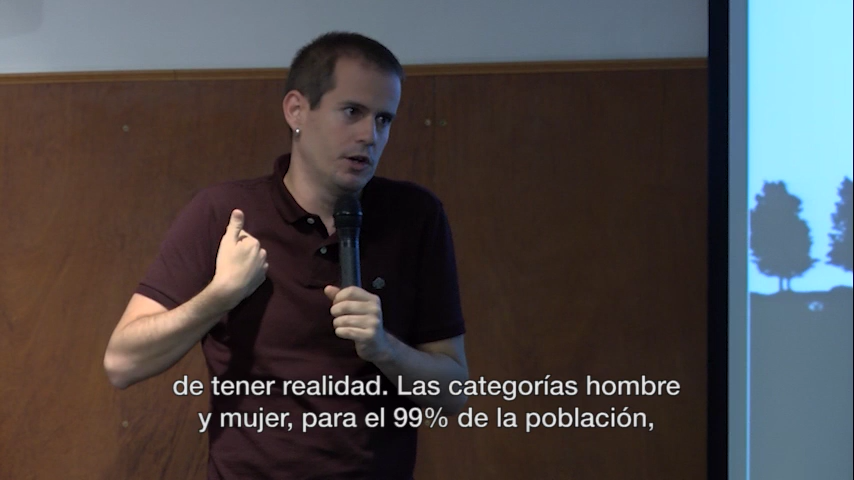 de tener realidad. Las categorías hombre
y mujer, para el 99% de la población,